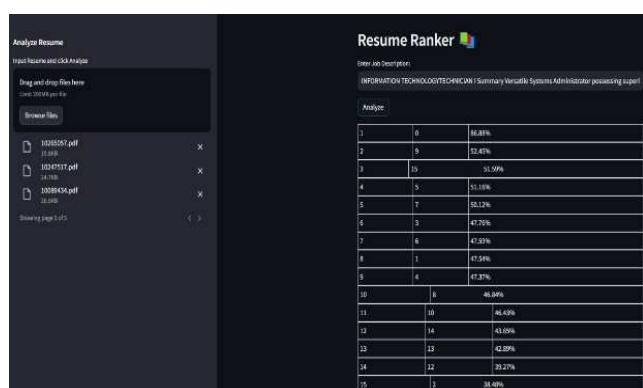 Analyze Resume
Input Resume and click Analyze
Drag and drop files here
Limit 200MB per file
Browse files
10265057.pdf
10247517.pdf
10089434.pdf
Resume Ranker
Enter Job Description:
INFORMATION TECHNOLOGYTECHNICIAN I Summary Versatile Systems Administrator possessing superi
Analyze
1 0
2 9 52.45%
3 15 51.59%
4 5 51.16%
5 7 50.12%
6 3 47.76%
7 6
8 1 47.54%
9 4 47.37%
10 8 46.84%
11 10 46.43%
12 14 43.65%
13 13 42.89%
14 12 39.27%
15 2 38.48%